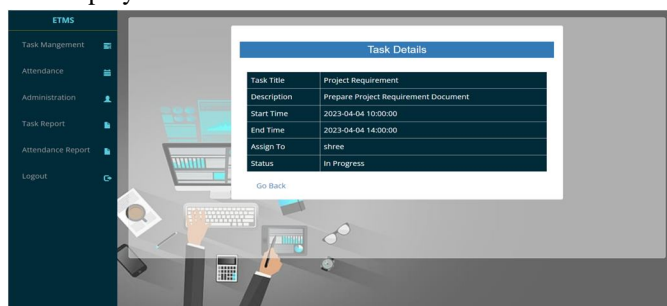 ETMS
Task Mangement
Attendance
Administration
Task Report
Attendance Report
Logout
Task Details
Task Title Project Requirement
Description Prepare Project Requirement Document
Start Time 2023-04-04 10:00:00
End Time 2023-04-04 14:00:00
Assign To shree
Status In Progress
Go Back